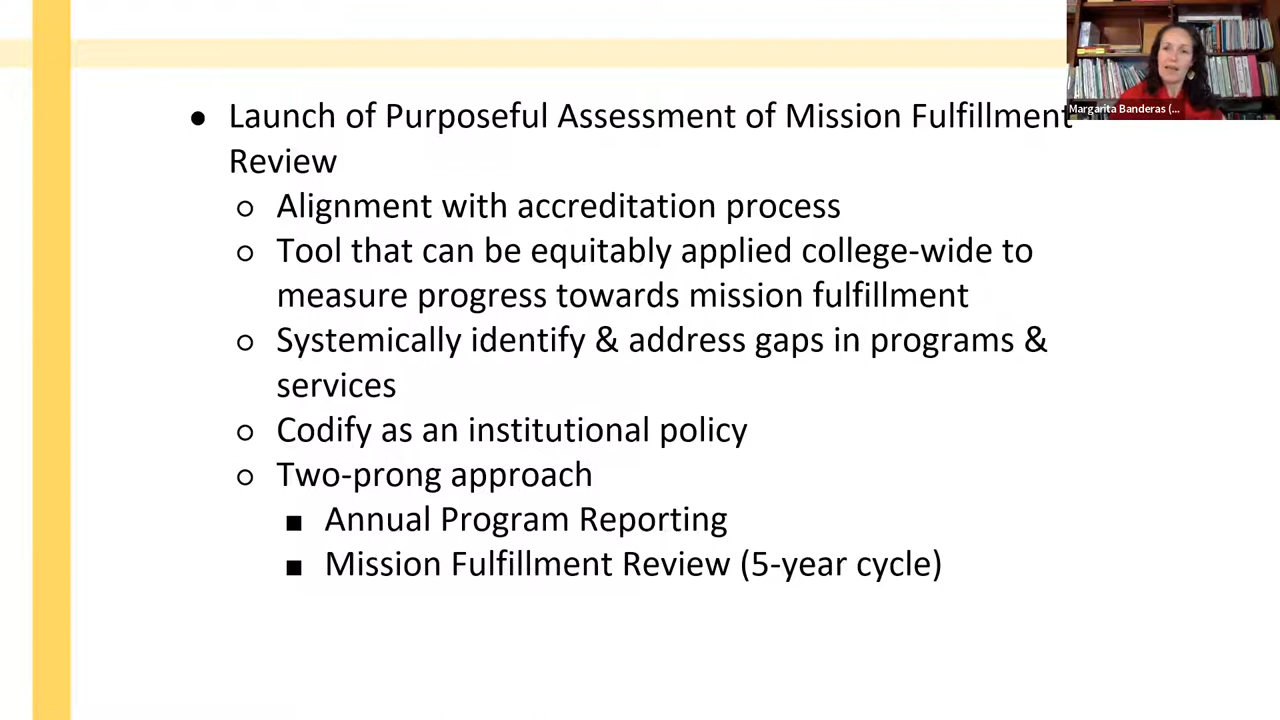 ● Launch of Purposeful Assessment of Mission Fulfillment
Review
○ Alignment with accreditation process
○ Tool that can be equitably applied college-wide to
measure progress towards mission fulfillment
○ Systemically identify & address gaps in programs &
services
○ Codify as an institutional policy
○ Two-prong approach
■ Annual Program Reporting
■ Mission Fulfillment Review (5-year cycle)
Margarita Banderas (...